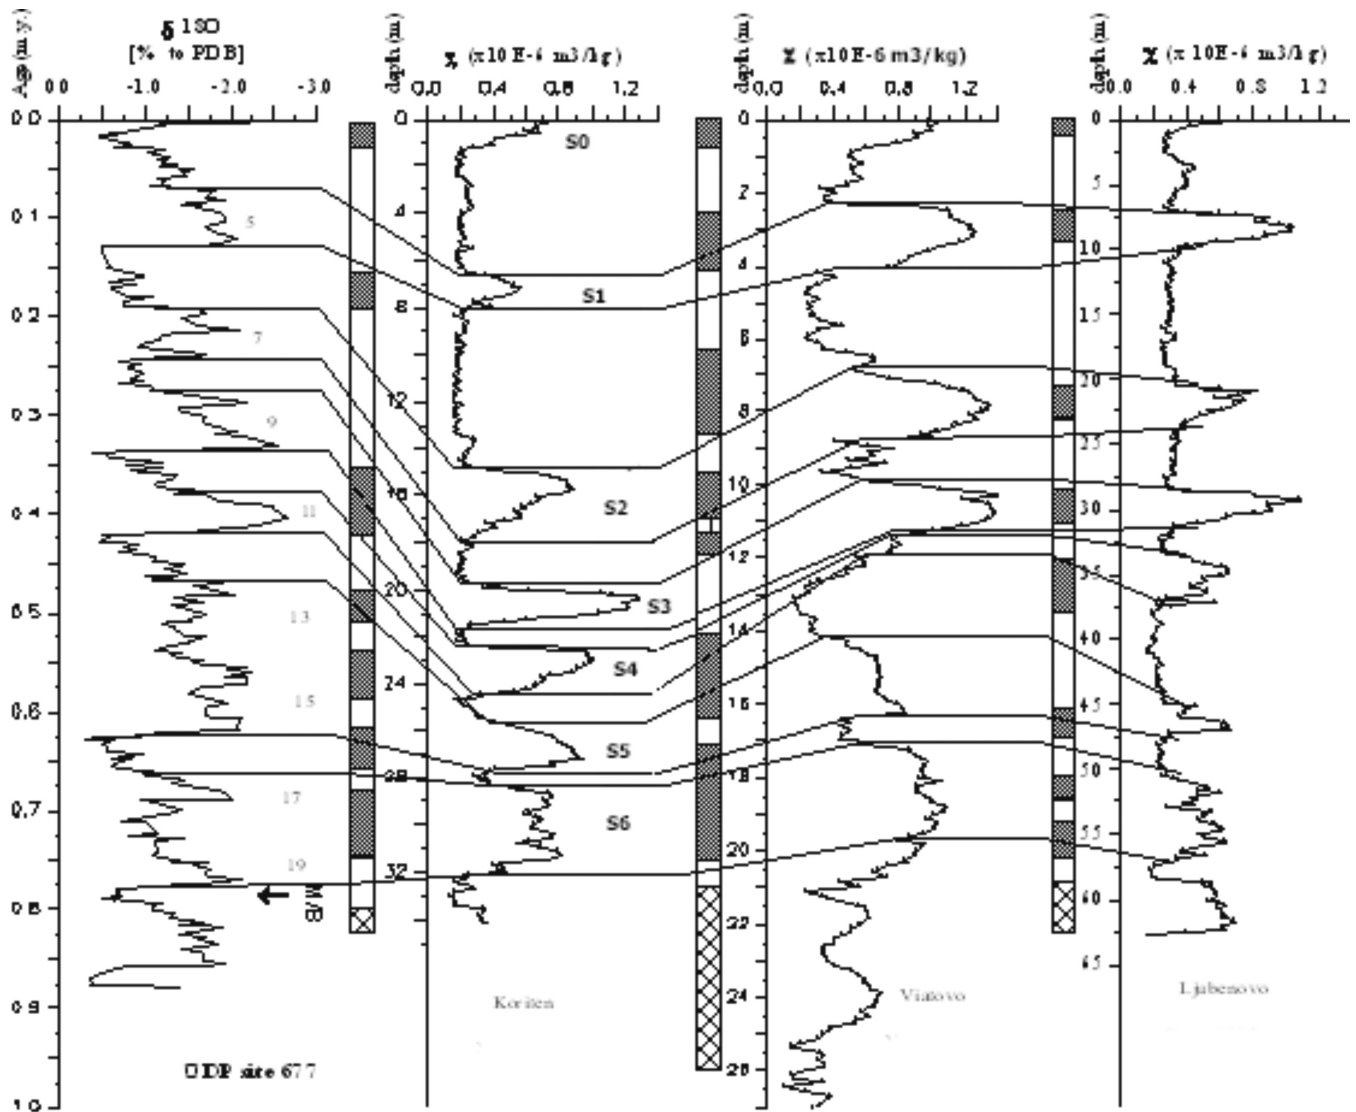 δ 18O
[% to PDB]
Age (m.y.)
0.0 -1.0 -2.0 -3.0
0.0
0.1
0.2
0.3
0.4
0.5
0.6
0.7
0.8
0.9
1.0
5
7
9
11
13
15
17
19
M/B
ODP site 677
depth (m)
χ (x10E-6 m3/kg)
0.0 0.4 0.8 1.2
0
4
8
12
16
20
24
28
32
S0
S1
S2
S3
S4
S5
S6
Koriten
depth (m)
χ (x10E-6 m3/kg)
0.0 0.4 0.8 1.2
0
2
4
6
8
10
12
14
16
18
20
22
24
26
Viatovo
depth (m)
χ (x 10E-6 m3/kg)
0.0 0.4 0.8 1.2
0
5
10
15
20
25
30
35
40
45
50
55
60
65
Ljubenovo